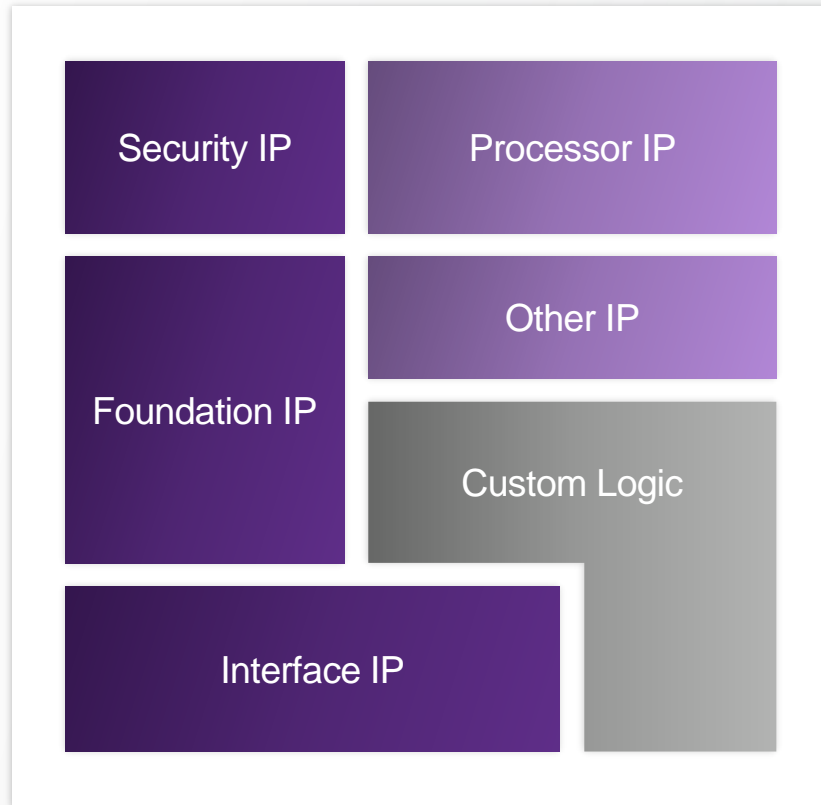 Security IP
Processor IP
Other IP
Foundation IP
Custom Logic
Interface IP